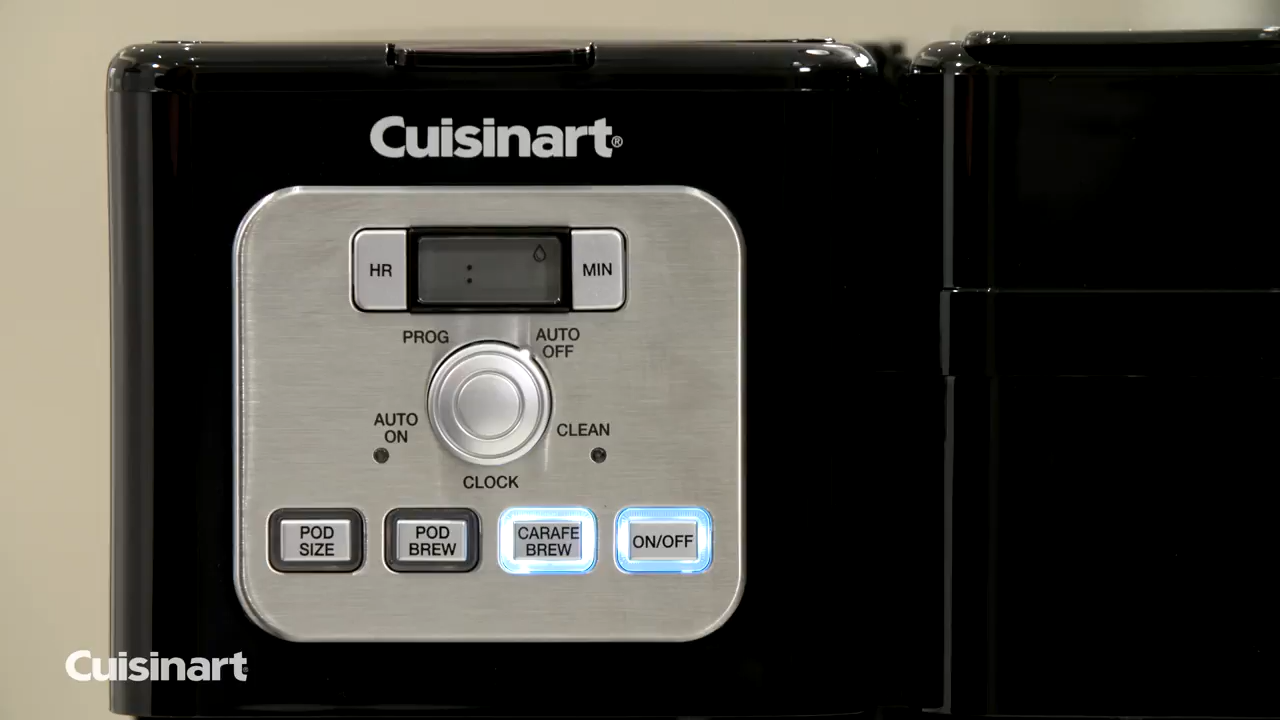 Cuisinart®
HR
:
MIN
PROG
AUTO
OFF
AUTO
ON
CLEAN
CLOCK
POD
SIZE
POD
BREW
CARAFE
BREW
ON/OFF
Cuisinart